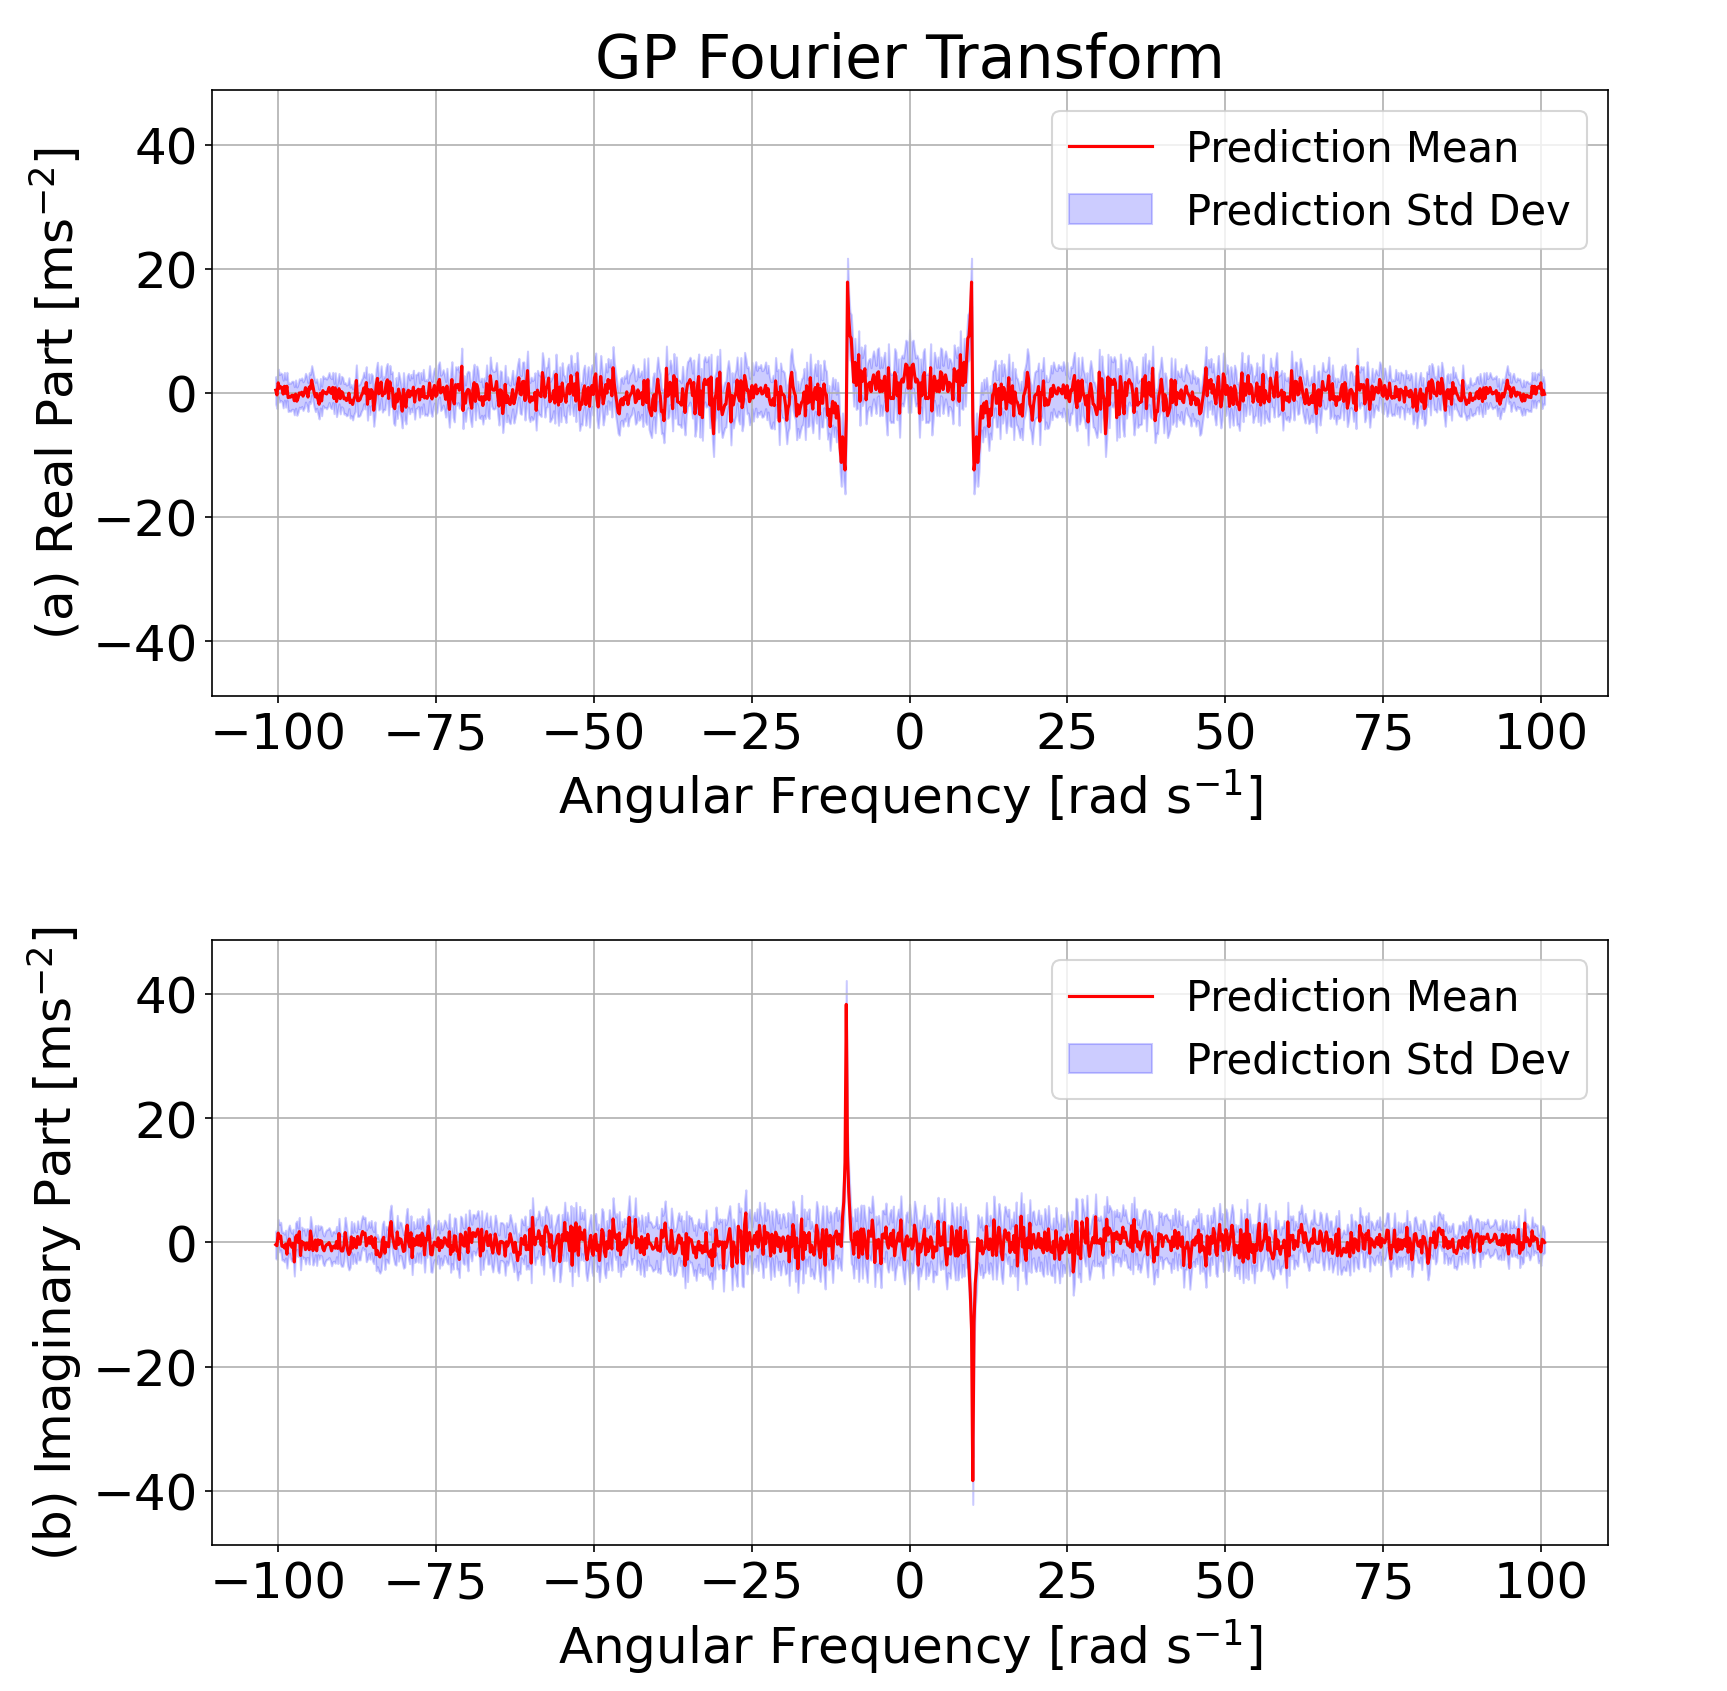 GP Fourier Transform
(a) Real Part [ms⁻²]
40
20
0
−20
−40
Prediction Mean
Prediction Std Dev
−100 −75 −50 −25 0 25 50 75 100
Angular Frequency [rad s⁻¹]
(b) Imaginary Part [ms⁻²]
40
20
0
−20
−40
Prediction Mean
Prediction Std Dev
−100 −75 −50 −25 0 25 50 75 100
Angular Frequency [rad s⁻¹]